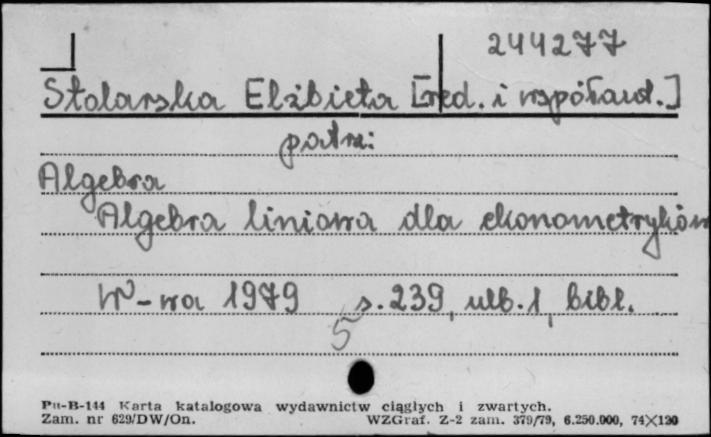 244277
Stolarska Elżbieta [red. i współaut.]
patrz:
Algebra
Algebra liniowa dla ekonometryków
W-wa 1979 s. 239, ulb. 1, bibl.
5
Pu-B-144 Karta katalogowa wydawnictw ciągłych i zwartych.
Zam. nr 629/DW/On. WZGraf. Z-2 zam. 379/79, 6.250.000, 74×120